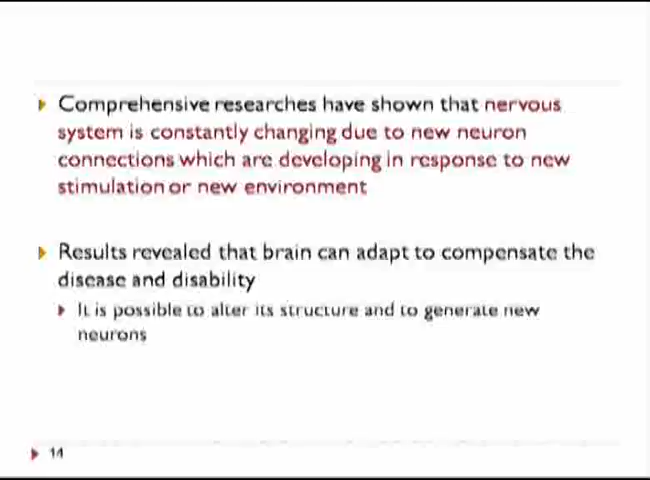 Comprehensive researches have shown that nervous
system is constantly changing due to new neuron
connections which are developing in response to new
stimulation or new environment
Results revealed that brain can adapt to compensate the
disease and disability
It is possible to alter its structure and to generate new
neurons
14